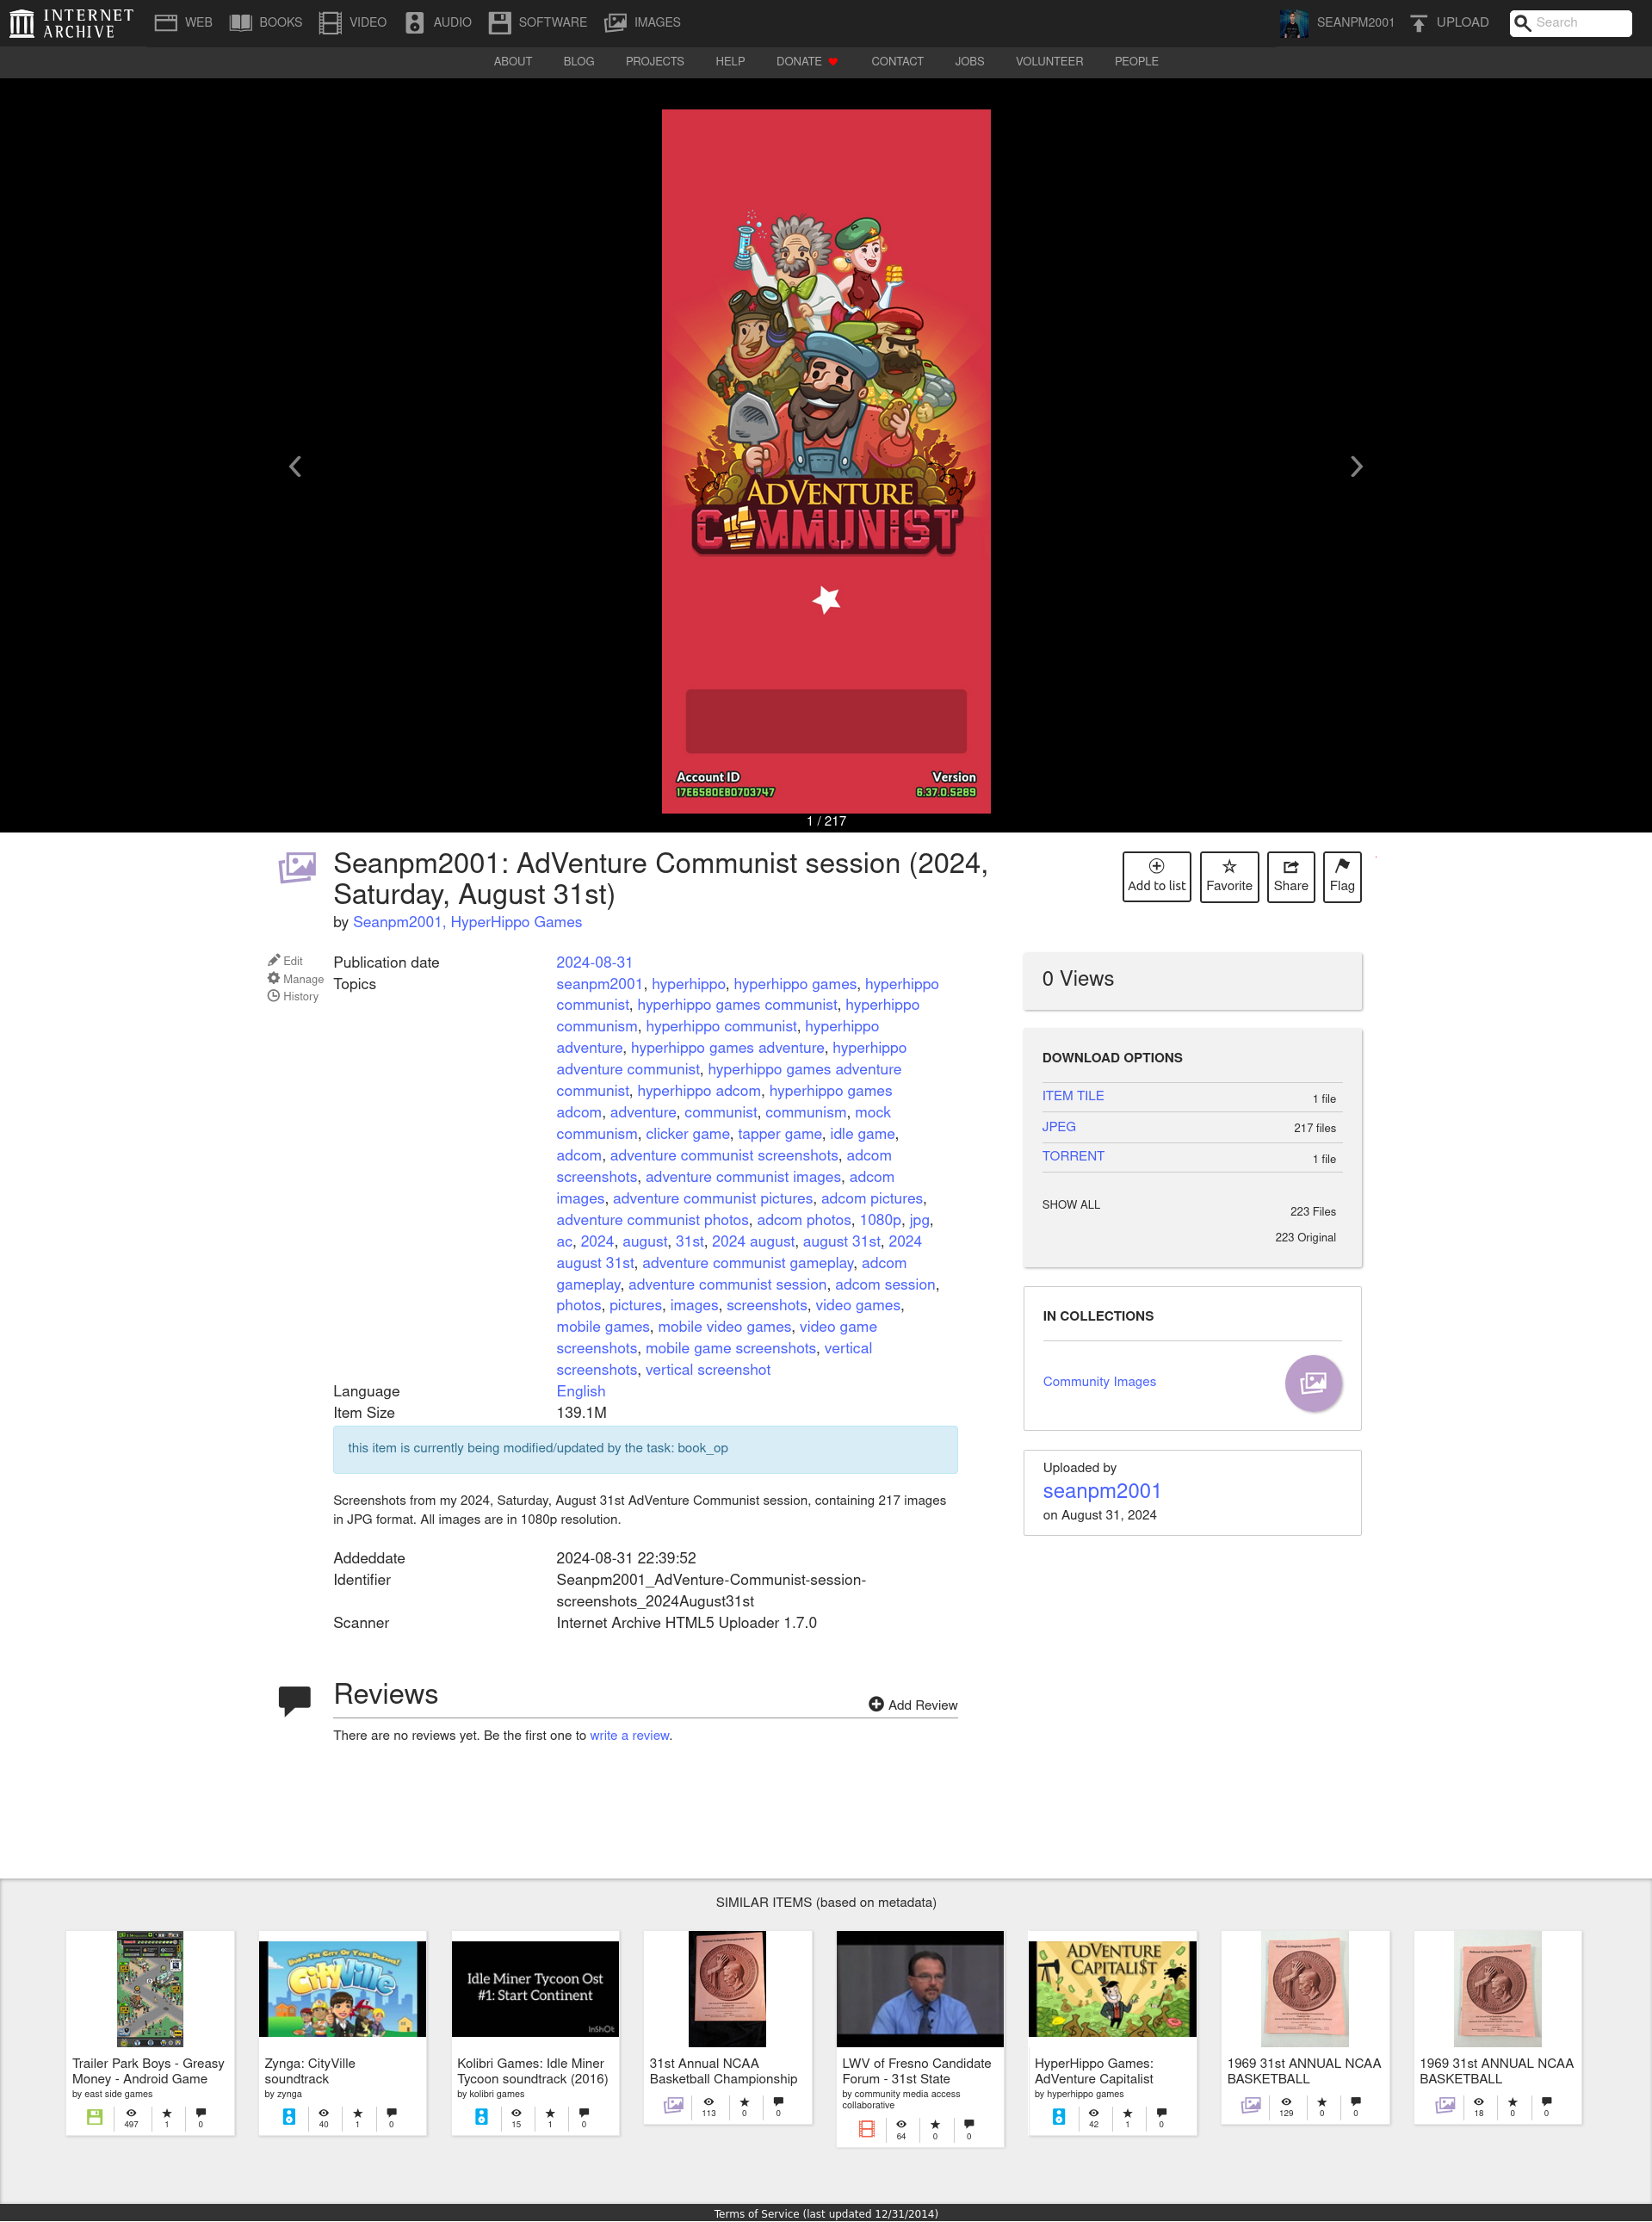 INTERNET
ARCHIVE
WEB
BOOKS
VIDEO
AUDIO
SOFTWARE
IMAGES
SEANPM2001
UPLOAD
Search
ABOUT
BLOG
PROJECTS
HELP
DONATE
CONTACT
JOBS
VOLUNTEER
PEOPLE
ADVENTURE
COMMUNIST
Account ID
Version
17E6580EB07D3747
6.37.0.5289
1 / 217
Seanpm2001: AdVenture Communist session (2024,
Saturday, August 31st)
by Seanpm2001, HyperHippo Games
Add to list
Favorite
Share
Flag
Edit
Manage
History
Publication date
2024-08-31
Topics
seanpm2001, hyperhippo, hyperhippo games, hyperhippo
communist, hyperhippo games communist, hyperhippo
communism, hyperhippo communist, hyperhippo
adventure, hyperhippo games adventure, hyperhippo
adventure communist, hyperhippo games adventure
communist, hyperhippo adcom, hyperhippo games
adcom, adventure, communist, communism, mock
communism, clicker game, tapper game, idle game,
adcom, adventure communist screenshots, adcom
screenshots, adventure communist images, adcom
images, adventure communist pictures, adcom pictures,
adventure communist photos, adcom photos, 1080p, jpg,
ac, 2024, august, 31st, 2024 august, august 31st, 2024
august 31st, adventure communist gameplay, adcom
gameplay, adventure communist session, adcom session,
photos, pictures, images, screenshots, video games,
mobile games, mobile video games, video game
screenshots, mobile game screenshots, vertical
screenshots, vertical screenshot
Language
English
Item Size
139.1M
this item is currently being modified/updated by the task: book_op
Screenshots from my 2024, Saturday, August 31st AdVenture Communist session, containing 217 images
in JPG format. All images are in 1080p resolution.
Addeddate
2024-08-31 22:39:52
Identifier
Seanpm2001_AdVenture-Communist-session-
screenshots_2024August31st
Scanner
Internet Archive HTML5 Uploader 1.7.0
0 Views
DOWNLOAD OPTIONS
ITEM TILE
1 file
JPEG
217 files
TORRENT
1 file
SHOW ALL
223 Files
223 Original
IN COLLECTIONS
Community Images
Uploaded by
seanpm2001
on August 31, 2024
Reviews
Add Review
There are no reviews yet. Be the first one to write a review.
SIMILAR ITEMS (based on metadata)
Trailer Park Boys - Greasy
Money - Android Game
by east side games
497
1
0
BUILD THE CITY OF YOUR DREAMS!
CityVille
Zynga: CityVille
soundtrack
by zynga
40
1
0
Idle Miner Tycoon Ost
#1: Start Continent
InShOt
Kolibri Games: Idle Miner
Tycoon soundtrack (2016)
by kolibri games
15
1
0
31st Annual NCAA
Basketball Championship
113
0
0
LWV of Fresno Candidate
Forum - 31st State
by community media access
collaborative
64
0
0
ADVENTURE
CAPITALI$T
HyperHippo Games:
AdVenture Capitalist
by hyperhippo games
42
1
0
1969 31st ANNUAL NCAA
BASKETBALL
129
0
0
1969 31st ANNUAL NCAA
BASKETBALL
18
0
0
Terms of Service (last updated 12/31/2014)